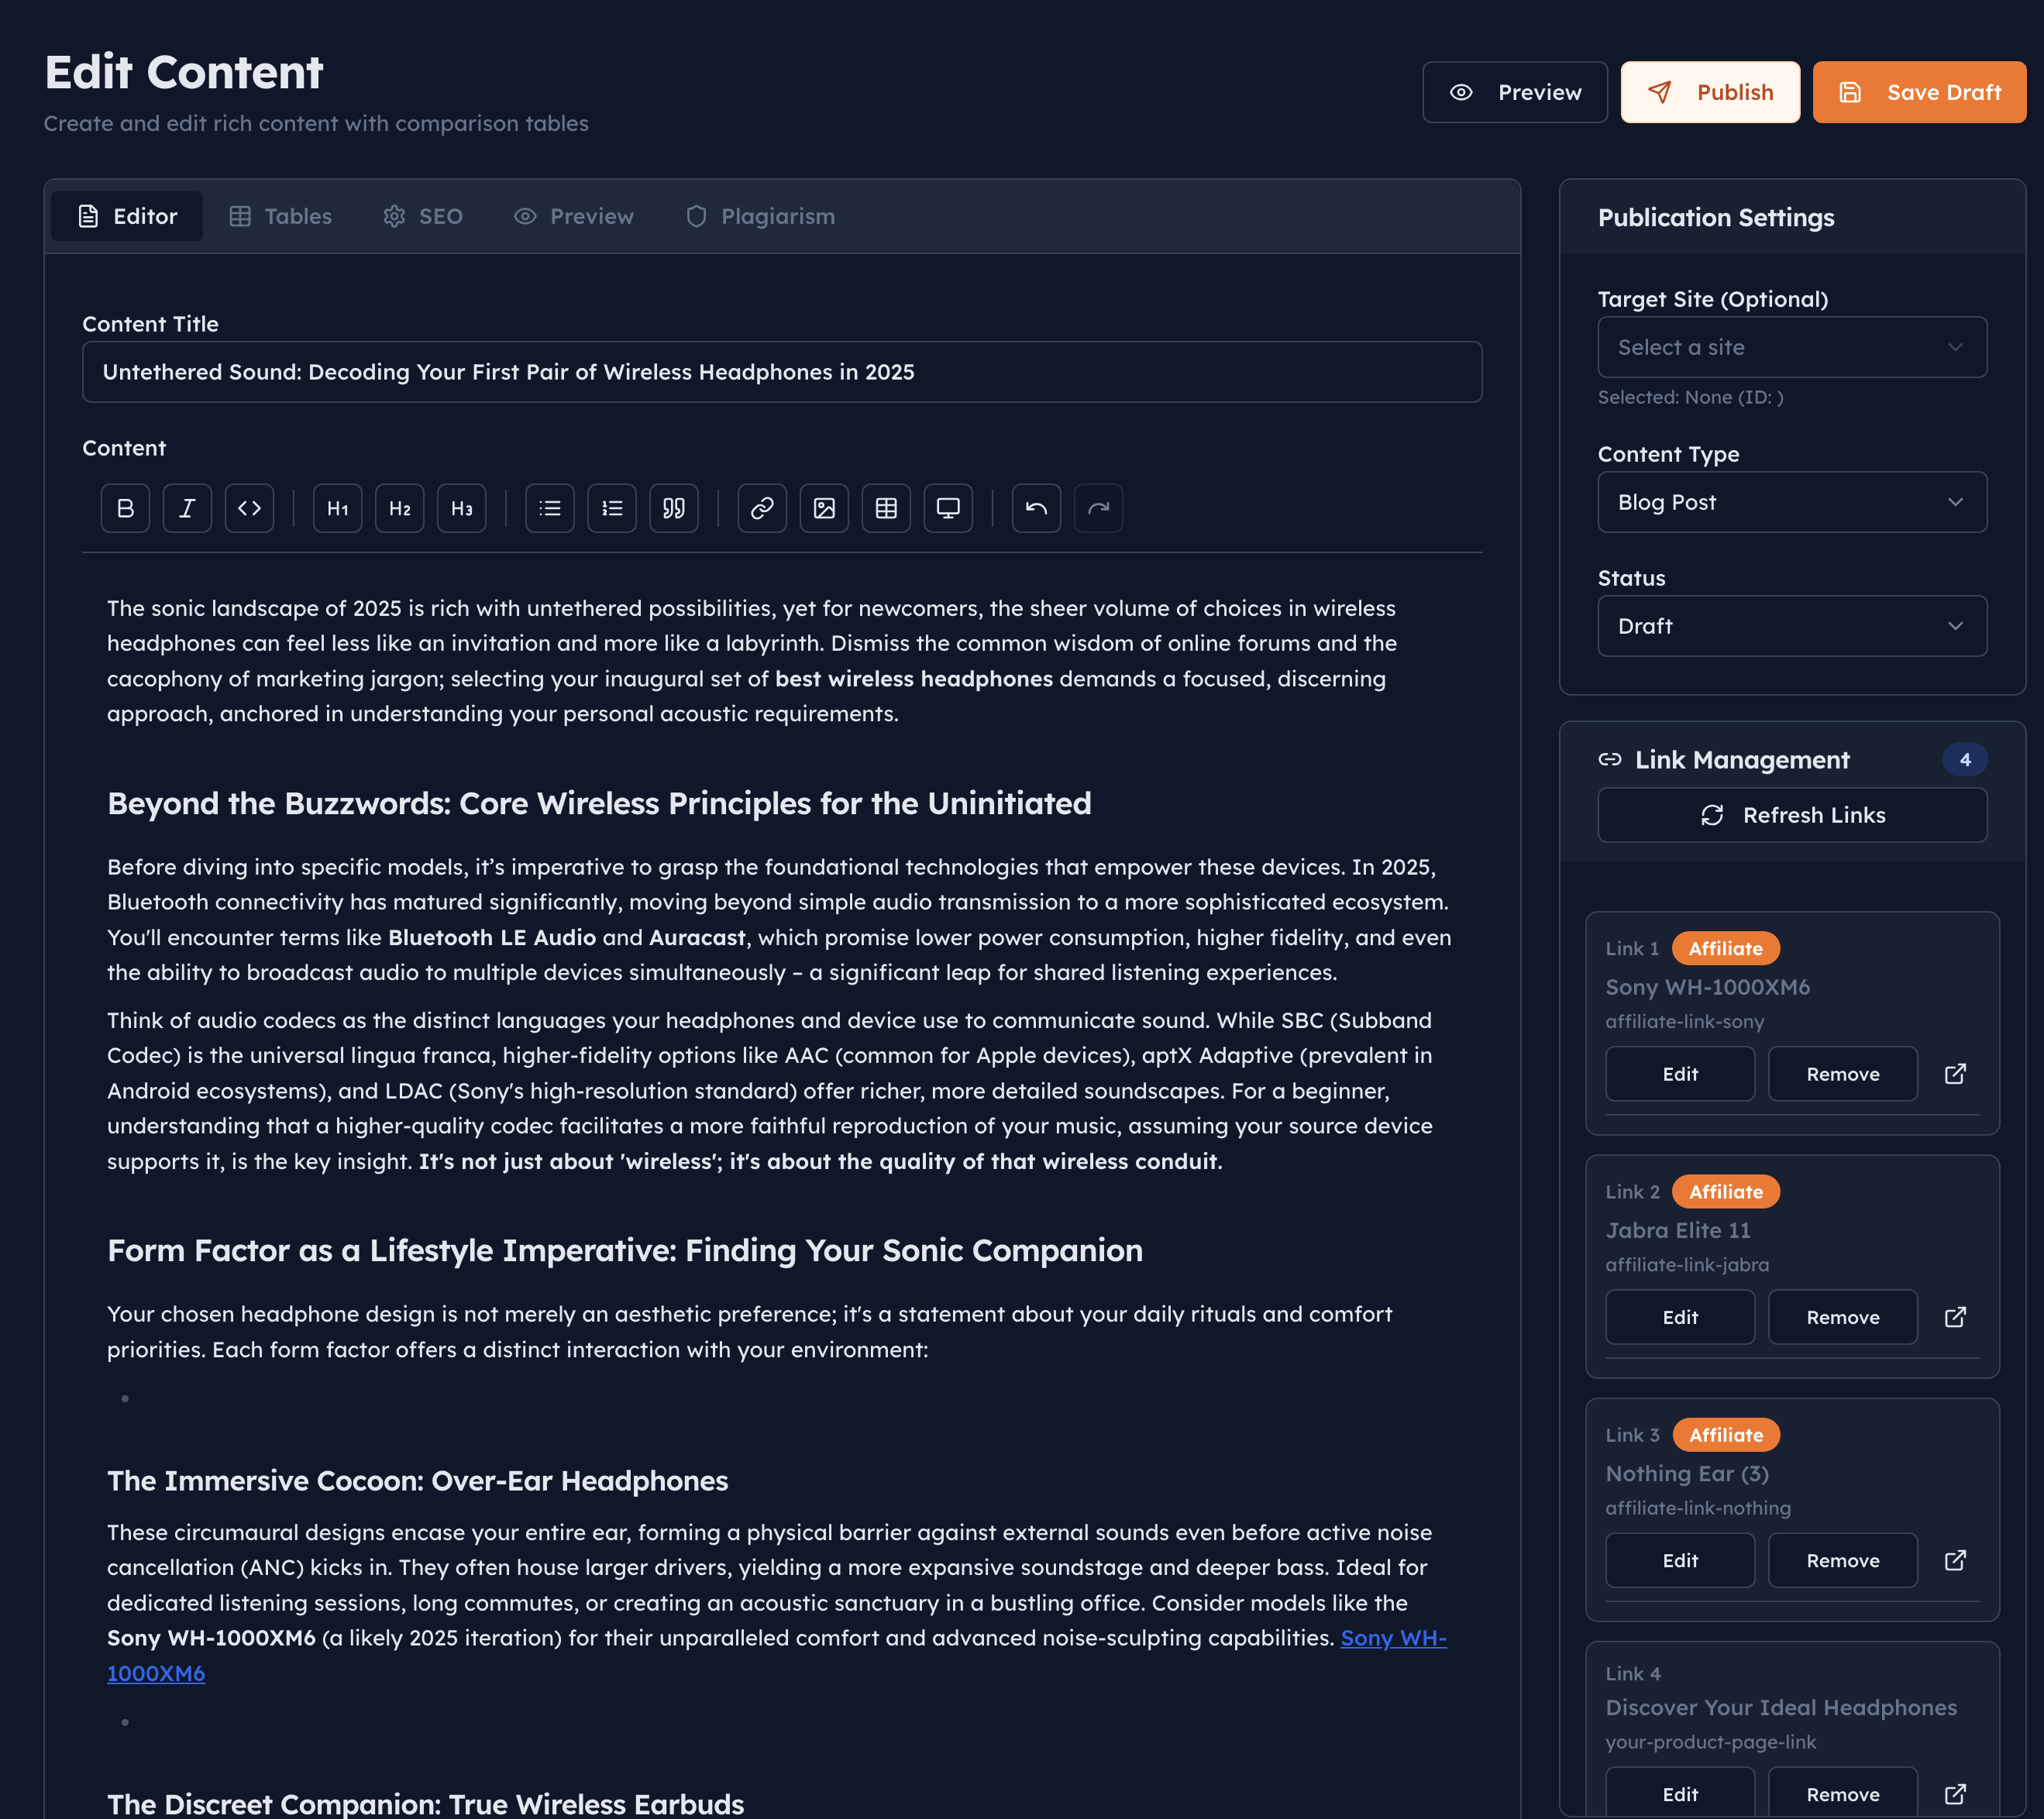 Edit Content
Create and edit rich content with comparison tables
Preview
Publish
Save Draft
Editor
Tables
SEO
Preview
Plagiarism
Content Title
Untethered Sound: Decoding Your First Pair of Wireless Headphones in 2025
Content
B
I
<>
H1
H2
H3
The sonic landscape of 2025 is rich with untethered possibilities, yet for newcomers, the sheer volume of choices in wireless
headphones can feel less like an invitation and more like a labyrinth. Dismiss the common wisdom of online forums and the
cacophony of marketing jargon; selecting your inaugural set of best wireless headphones demands a focused, discerning
approach, anchored in understanding your personal acoustic requirements.
Beyond the Buzzwords: Core Wireless Principles for the Uninitiated
Before diving into specific models, it’s imperative to grasp the foundational technologies that empower these devices. In 2025,
Bluetooth connectivity has matured significantly, moving beyond simple audio transmission to a more sophisticated ecosystem.
You'll encounter terms like Bluetooth LE Audio and Auracast, which promise lower power consumption, higher fidelity, and even
the ability to broadcast audio to multiple devices simultaneously – a significant leap for shared listening experiences.
Think of audio codecs as the distinct languages your headphones and device use to communicate sound. While SBC (Subband
Codec) is the universal lingua franca, higher-fidelity options like AAC (common for Apple devices), aptX Adaptive (prevalent in
Android ecosystems), and LDAC (Sony's high-resolution standard) offer richer, more detailed soundscapes. For a beginner,
understanding that a higher-quality codec facilitates a more faithful reproduction of your music, assuming your source device
supports it, is the key insight. It's not just about 'wireless'; it's about the quality of that wireless conduit.
Form Factor as a Lifestyle Imperative: Finding Your Sonic Companion
Your chosen headphone design is not merely an aesthetic preference; it's a statement about your daily rituals and comfort
priorities. Each form factor offers a distinct interaction with your environment:
•
The Immersive Cocoon: Over-Ear Headphones
These circumaural designs encase your entire ear, forming a physical barrier against external sounds even before active noise
cancellation (ANC) kicks in. They often house larger drivers, yielding a more expansive soundstage and deeper bass. Ideal for
dedicated listening sessions, long commutes, or creating an acoustic sanctuary in a bustling office. Consider models like the
Sony WH-1000XM6 (a likely 2025 iteration) for their unparalleled comfort and advanced noise-sculpting capabilities. Sony WH-
1000XM6
•
The Discreet Companion: True Wireless Earbuds
Publication Settings
Target Site (Optional)
Select a site
Selected: None (ID: )
Content Type
Blog Post
Status
Draft
Link Management
4
Refresh Links
Link 1
Affiliate
Sony WH-1000XM6
affiliate-link-sony
Edit
Remove
Link 2
Affiliate
Jabra Elite 11
affiliate-link-jabra
Edit
Remove
Link 3
Affiliate
Nothing Ear (3)
affiliate-link-nothing
Edit
Remove
Link 4
Discover Your Ideal Headphones
your-product-page-link
Edit
Remove